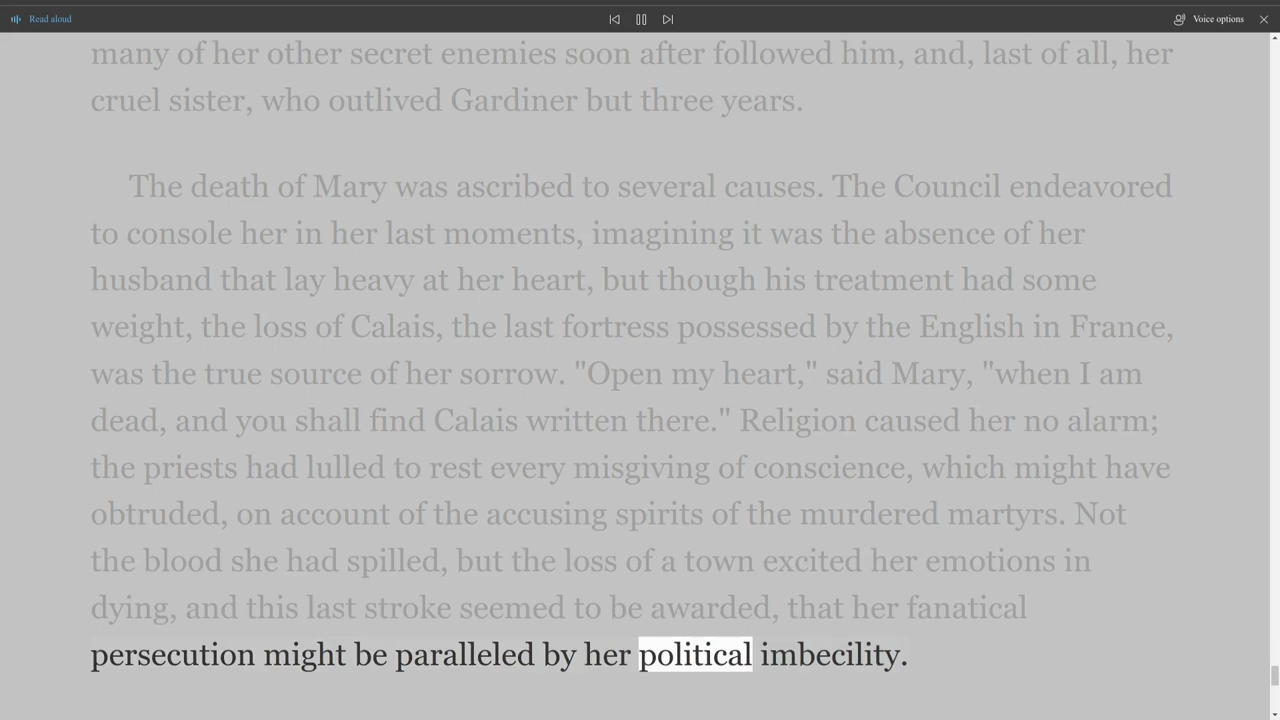 Read aloud
Voice options
many of her other secret enemies soon after followed him, and, last of all, her
cruel sister, who outlived Gardiner but three years.
The death of Mary was ascribed to several causes. The Council endeavored
to console her in her last moments, imagining it was the absence of her
husband that lay heavy at her heart, but though his treatment had some
weight, the loss of Calais, the last fortress possessed by the English in France,
was the true source of her sorrow. "Open my heart," said Mary, "when I am
dead, and you shall find Calais written there." Religion caused her no alarm;
the priests had lulled to rest every misgiving of conscience, which might have
obtruded, on account of the accusing spirits of the murdered martyrs. Not
the blood she had spilled, but the loss of a town excited her emotions in
dying, and this last stroke seemed to be awarded, that her fanatical
persecution might be paralleled by her political imbecility.